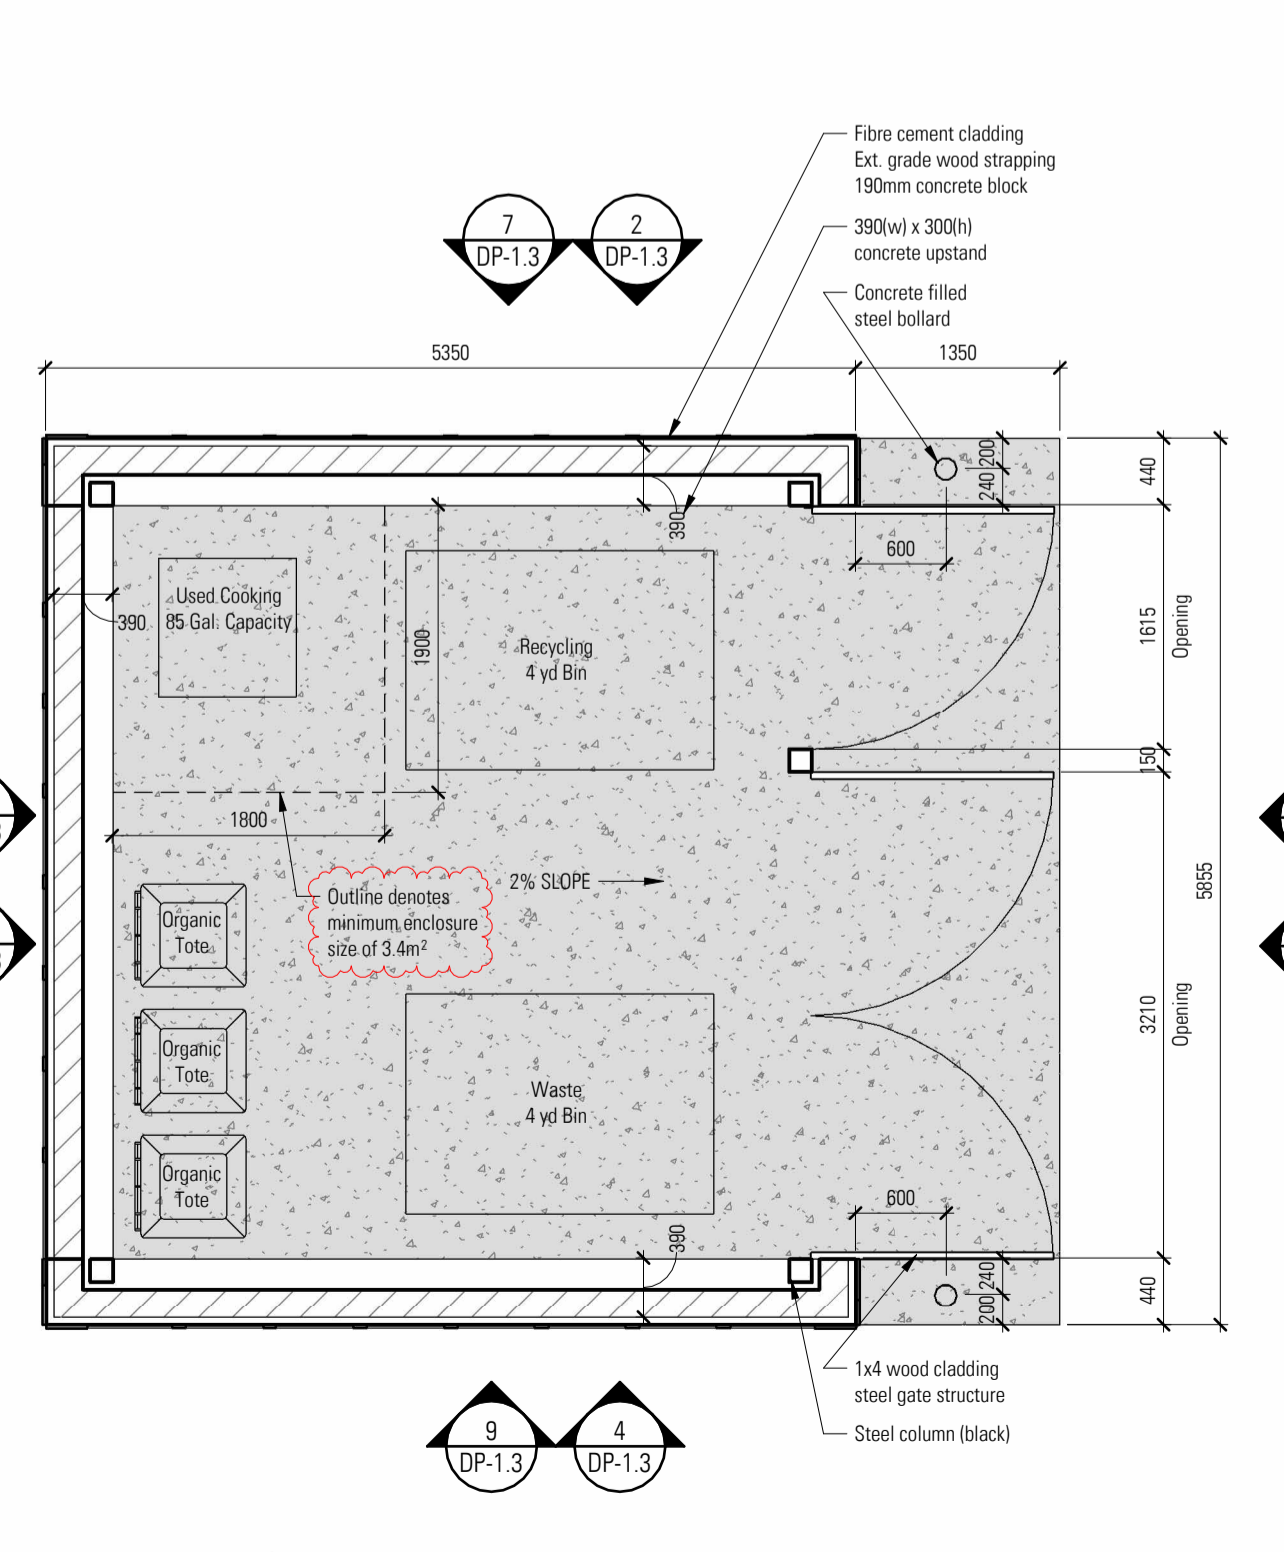 Fibre cement cladding
Ext. grade wood strapping
190mm concrete block
390(w) x 300(h)
concrete upstand
Concrete filled
steel bollard
7
DP-1.3
2
DP-1.3
5350
1350
200
240
440
390
600
Used Cooking
85 Gal. Capacity
390
1900
Recycling
4 yd Bin
1615
Opening
150
1800
Outline denotes
minimum enclosure
size of 3.4m²
2% SLOPE
5855
Organic
Tote
Organic
Tote
Organic
Tote
3210
Opening
Waste
4 yd Bin
600
390
240
200
440
1x4 wood cladding
steel gate structure
Steel column (black)
9
DP-1.3
4
DP-1.3